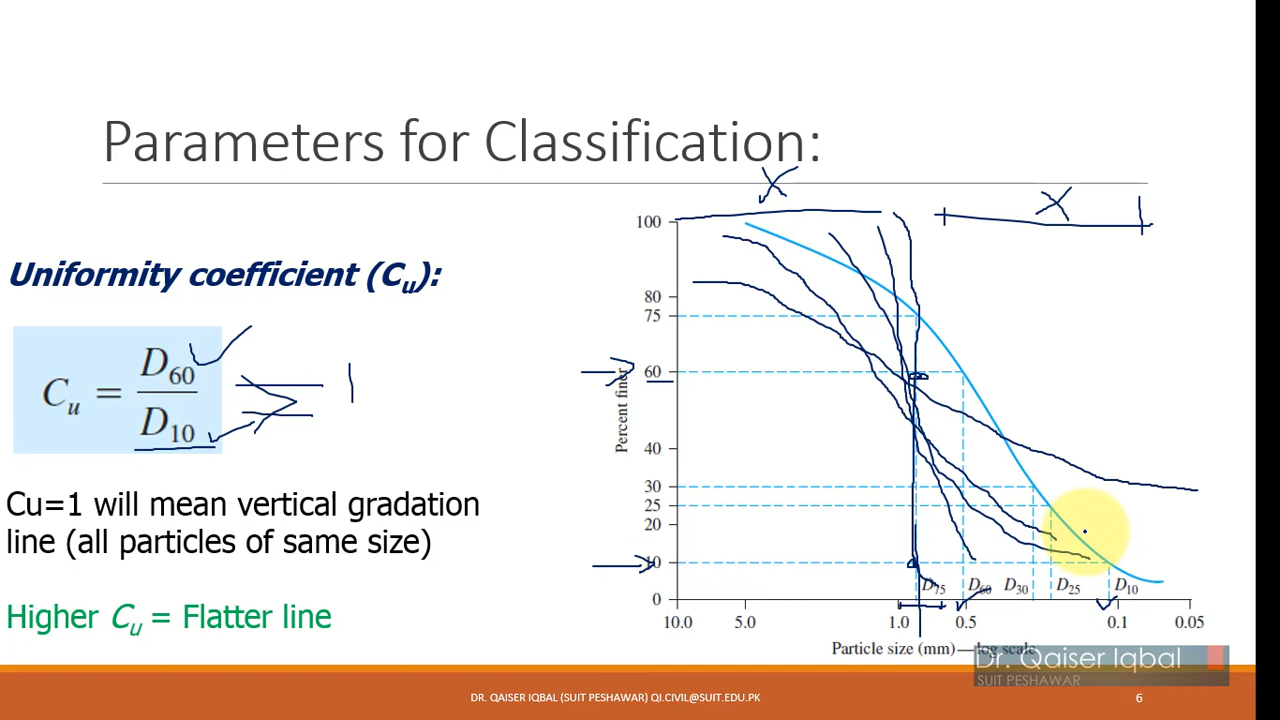 Parameters for Classification:
Uniformity coefficient (Cu):
Cu = D60 / D10
1
Cu=1 will mean vertical gradation
line (all particles of same size)
Higher Cu = Flatter line
X
X
Percent finer
100
80
75
60
40
30
25
20
10
0
D75
D60
D30
D25
D10
10.0 5.0 1.0 0.5 0.1 0.05
Particle size (mm)—log scale
Dr. Qaiser Iqbal
SUIT PESHAWAR
DR. QAISER IQBAL (SUIT PESHAWAR) QJ.CIVIL@SUIT.EDU.PK
6